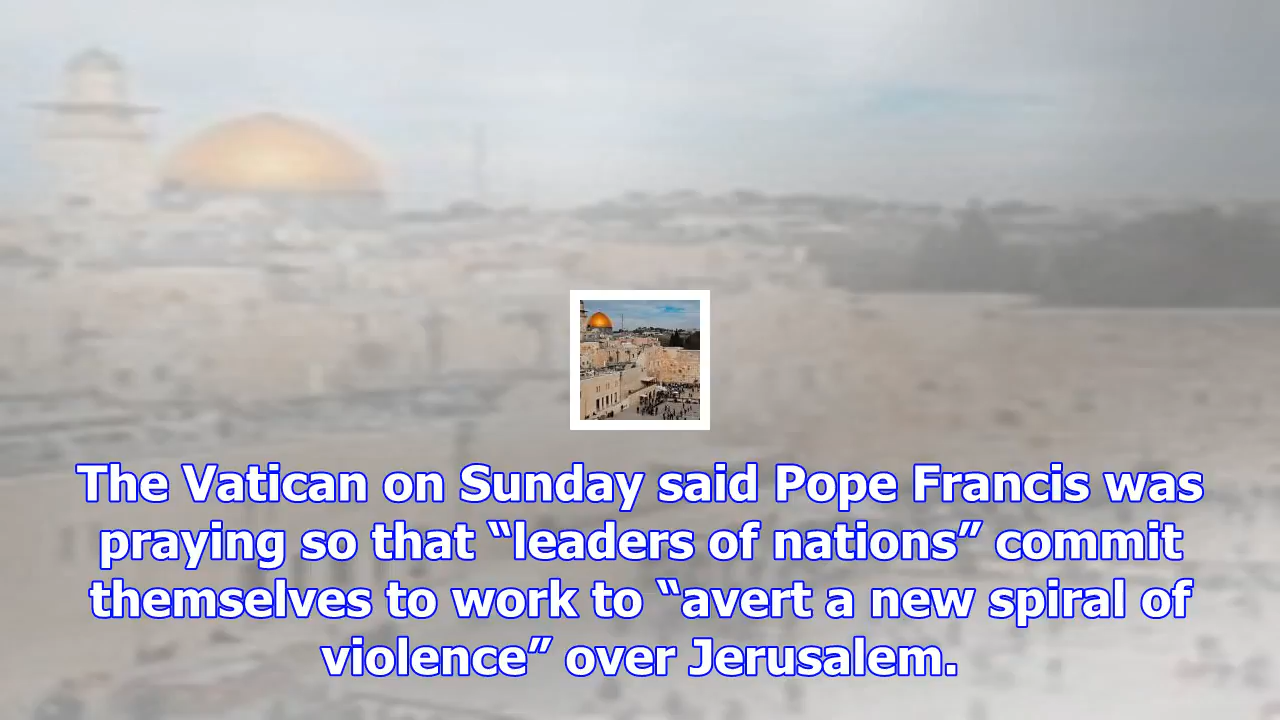 The Vatican on Sunday said Pope Francis was
praying so that “leaders of nations” commit
themselves to work to “avert a new spiral of
violence” over Jerusalem.